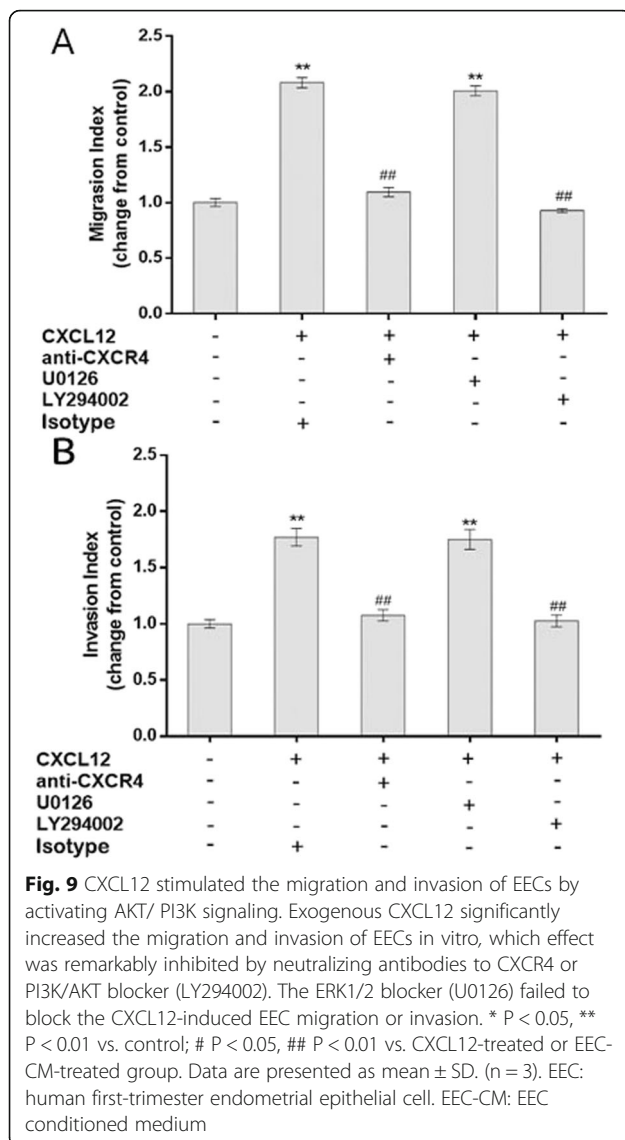 A
Migrasion Index
(change from control)
2.5
2.0
1.5
1.0
0.5
0.0
**
##
**
##
CXCL12 - + + + +
anti-CXCR4 - - + - -
U0126 - - - + -
LY294002 - - - - +
Isotype - + - - -
B
Invasion Index
(change from control)
2.5
2.0
1.5
1.0
0.5
0.0
**
##
**
##
CXCL12 - + + + +
anti-CXCR4 - - + - -
U0126 - - - + -
LY294002 - - - - +
Isotype - + - - -
Fig. 9 CXCL12 stimulated the migration and invasion of EECs by
activating AKT/ PI3K signaling. Exogenous CXCL12 significantly
increased the migration and invasion of EECs in vitro, which effect
was remarkably inhibited by neutralizing antibodies to CXCR4 or
PI3K/AKT blocker (LY294002). The ERK1/2 blocker (U0126) failed to
block the CXCL12-induced EEC migration or invasion. * P < 0.05, **
P < 0.01 vs. control; # P < 0.05, ## P < 0.01 vs. CXCL12-treated or EEC-
CM-treated group. Data are presented as mean ± SD. (n = 3). EEC:
human first-trimester endometrial epithelial cell. EEC-CM: EEC
conditioned medium